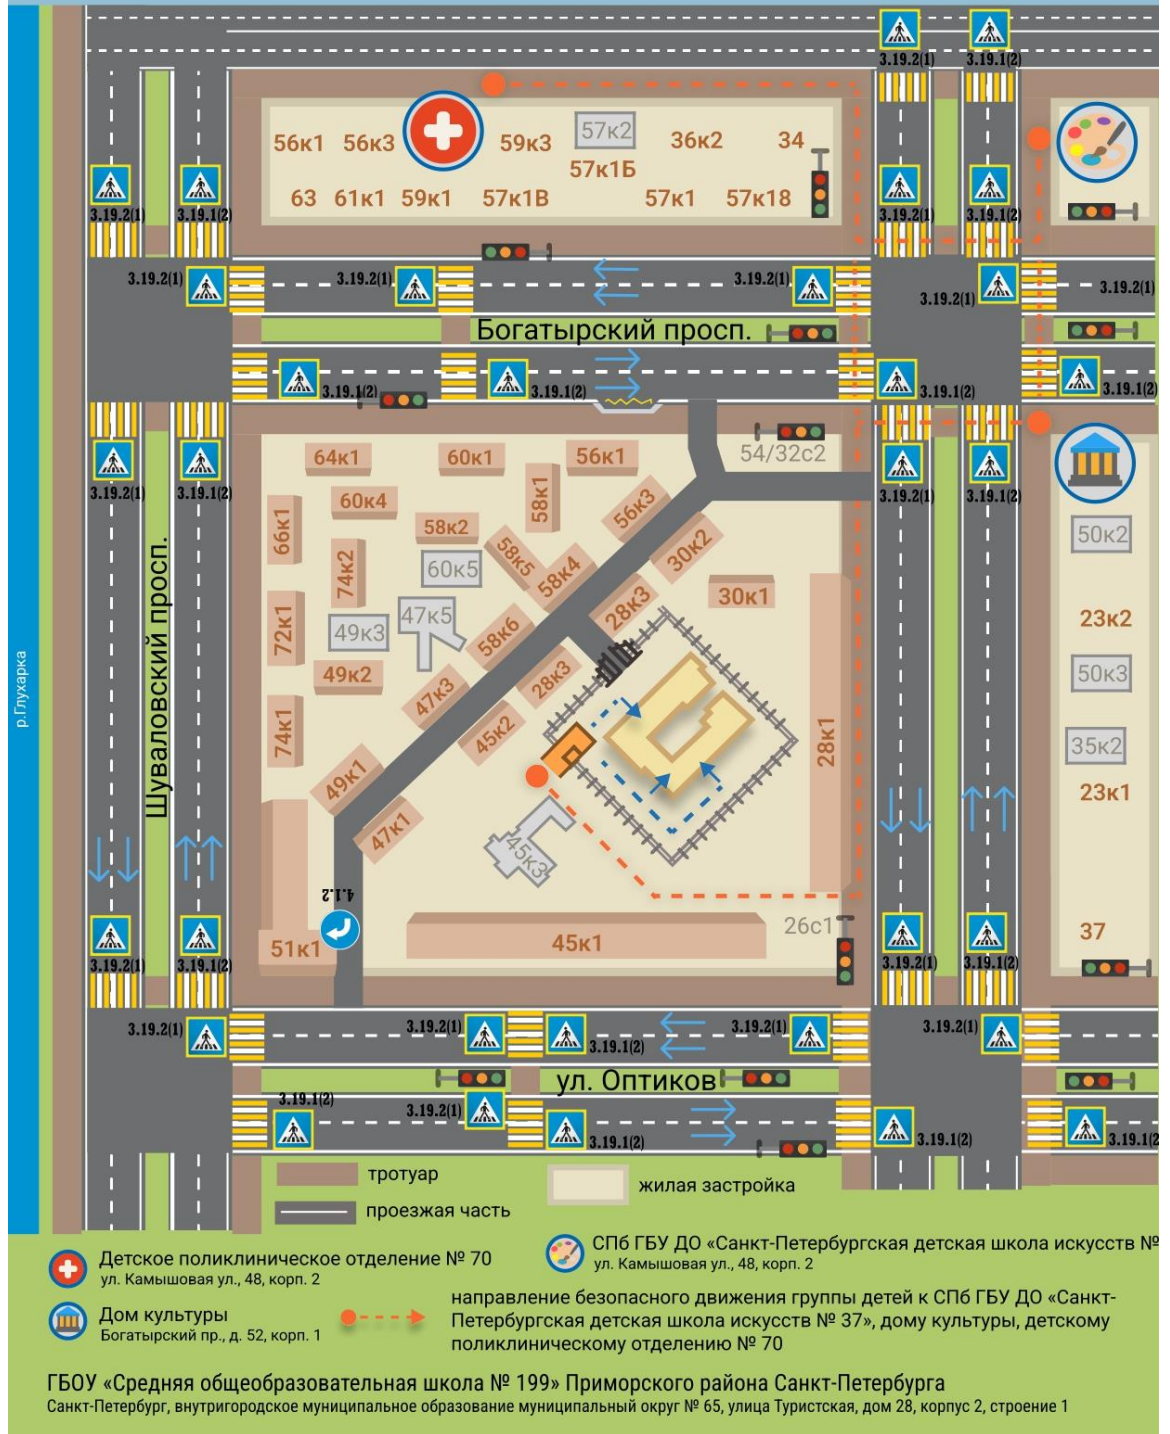 3.19.2(1) 3.19.1(2)
56к1 56к3 59к3 57к2 36к2 34
57к1Б
63 61к1 59к1 57к1В 57к1 57к18
3.19.2(1) 3.19.1(2) 3.19.2(1) 3.19.1(2)
3.19.2(1) 3.19.2(1) 3.19.2(1) 3.19.2(1) 3.19.2(1)
Богатырский просп.
3.19.1(2) 3.19.1(2) 3.19.1(2) 3.19.1(2)
3.19.2(1) 3.19.1(2) 3.19.2(1) 3.19.1(2)
54/32с2
64к1 60к1 56к1
60к4 58к1 56к3
66к1 58к2 30к2
50к2
74к2 60к5 58к5 58к4
30к1
72к1 49к3 47к5 58к6 28к3
23к2
49к2 47к3 28к3
50к3
74к1 45к2 28к1
35к2
49к1 23к1
47к1 45к3
Шуваловский просп.
р.Глухарка
4.1.2
51к1 45к1 26с1 37
3.19.2(1) 3.19.1(2) 3.19.2(1) 3.19.1(2)
3.19.2(1) 3.19.2(1) 3.19.1(2) 3.19.2(1) 3.19.2(1)
ул. Оптиков
3.19.1(2) 3.19.2(1) 3.19.1(2) 3.19.1(2) 3.19.1(2)
тротуар
жилая застройка
проезжая часть
Детское поликлиническое отделение № 70
ул. Камышовая ул., 48, корп. 2
СПб ГБУ ДО «Санкт-Петербургская детская школа искусств №
ул. Камышовая ул., 48, корп. 2
Дом культуры
Богатырский пр., д. 52, корп. 1
направление безопасного движения группы детей к СПб ГБУ ДО «Санкт-
Петербургская детская школа искусств № 37», дому культуры, детскому
поликлиническому отделению № 70
ГБОУ «Средняя общеобразовательная школа № 199» Приморского района Санкт-Петербурга
Санкт-Петербург, внутригородское муниципальное образование муниципальный округ № 65, улица Туристская, дом 28, корпус 2, строение 1